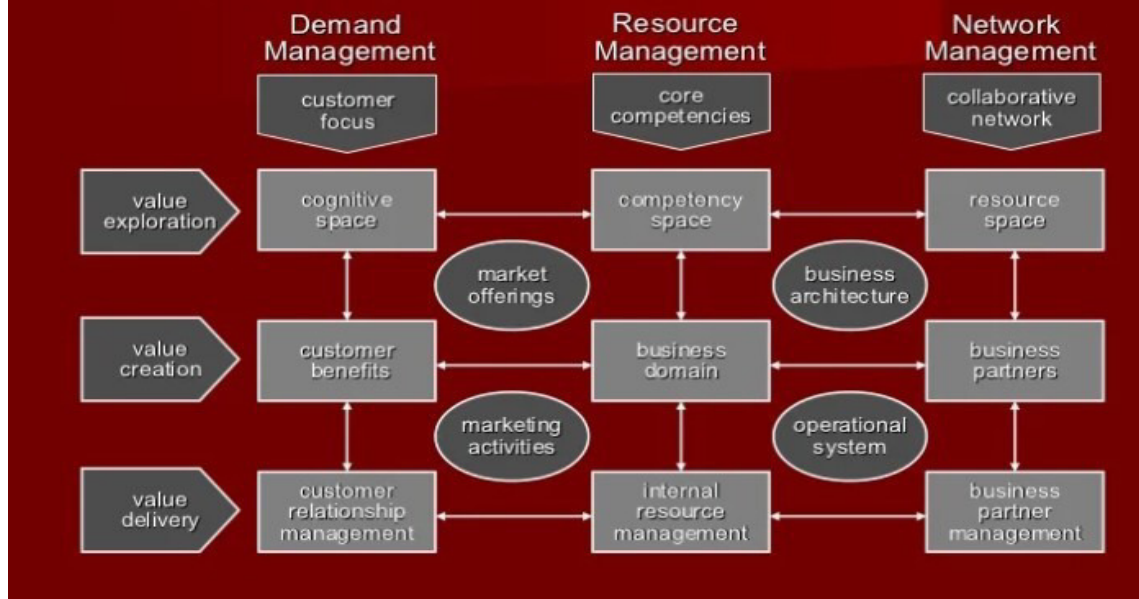 Demand
Management
Resource
Management
Network
Management
customer
focus
core
competencies
collaborative
network
value
exploration
cognitive
space
competency
space
resource
space
market
offerings
business
architecture
value
creation
customer
benefits
business
domain
business
partners
marketing
activities
operational
system
value
delivery
customer
relationship
management
internal
resource
management
business
partner
management